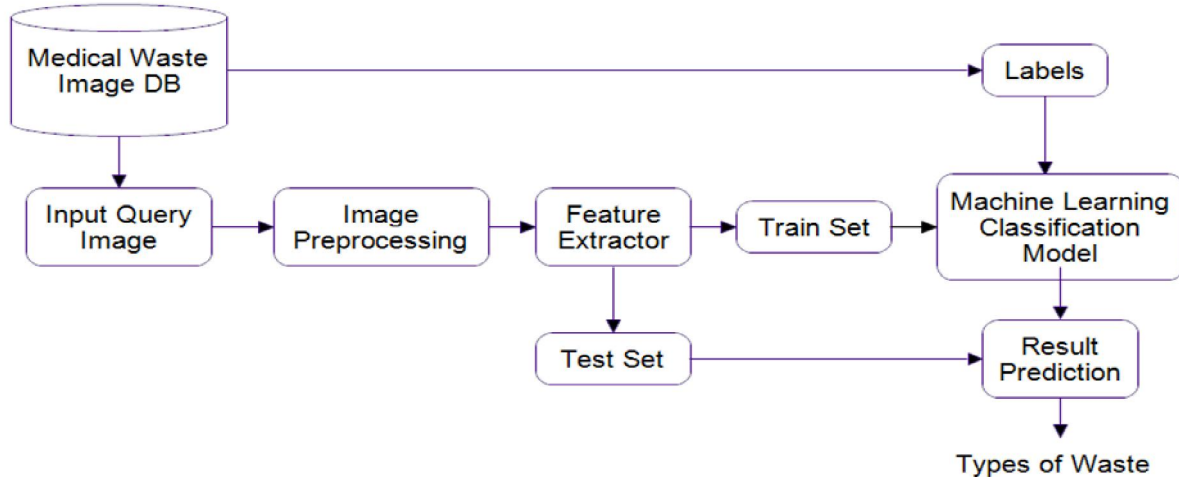 Medical Waste
Image DB
Labels
Input Query
Image
Image
Preprocessing
Feature
Extractor
Train Set
Machine Learning
Classification
Model
Test Set
Result
Prediction
Types of Waste